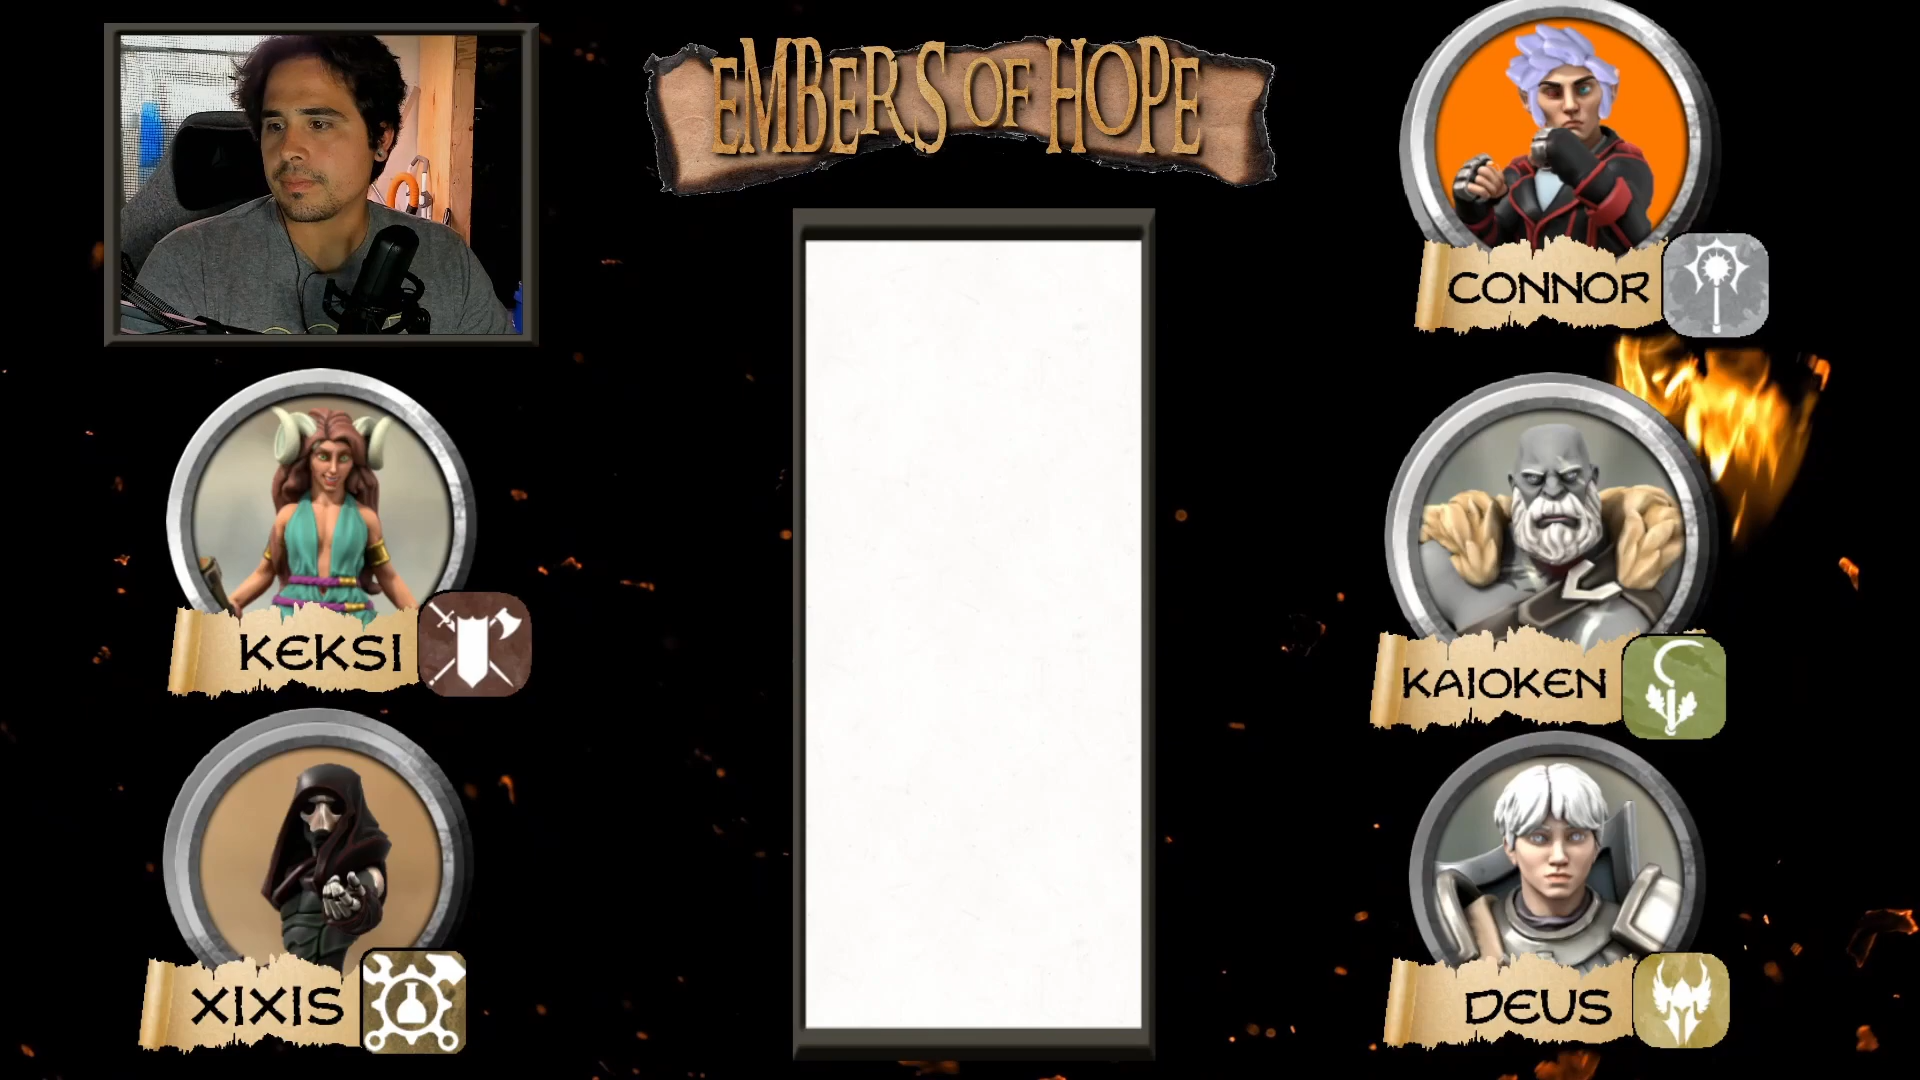 EMBERS OF HOPE
CONNOR
KEKSI
KAIOKEN
XIXIS
DEUS